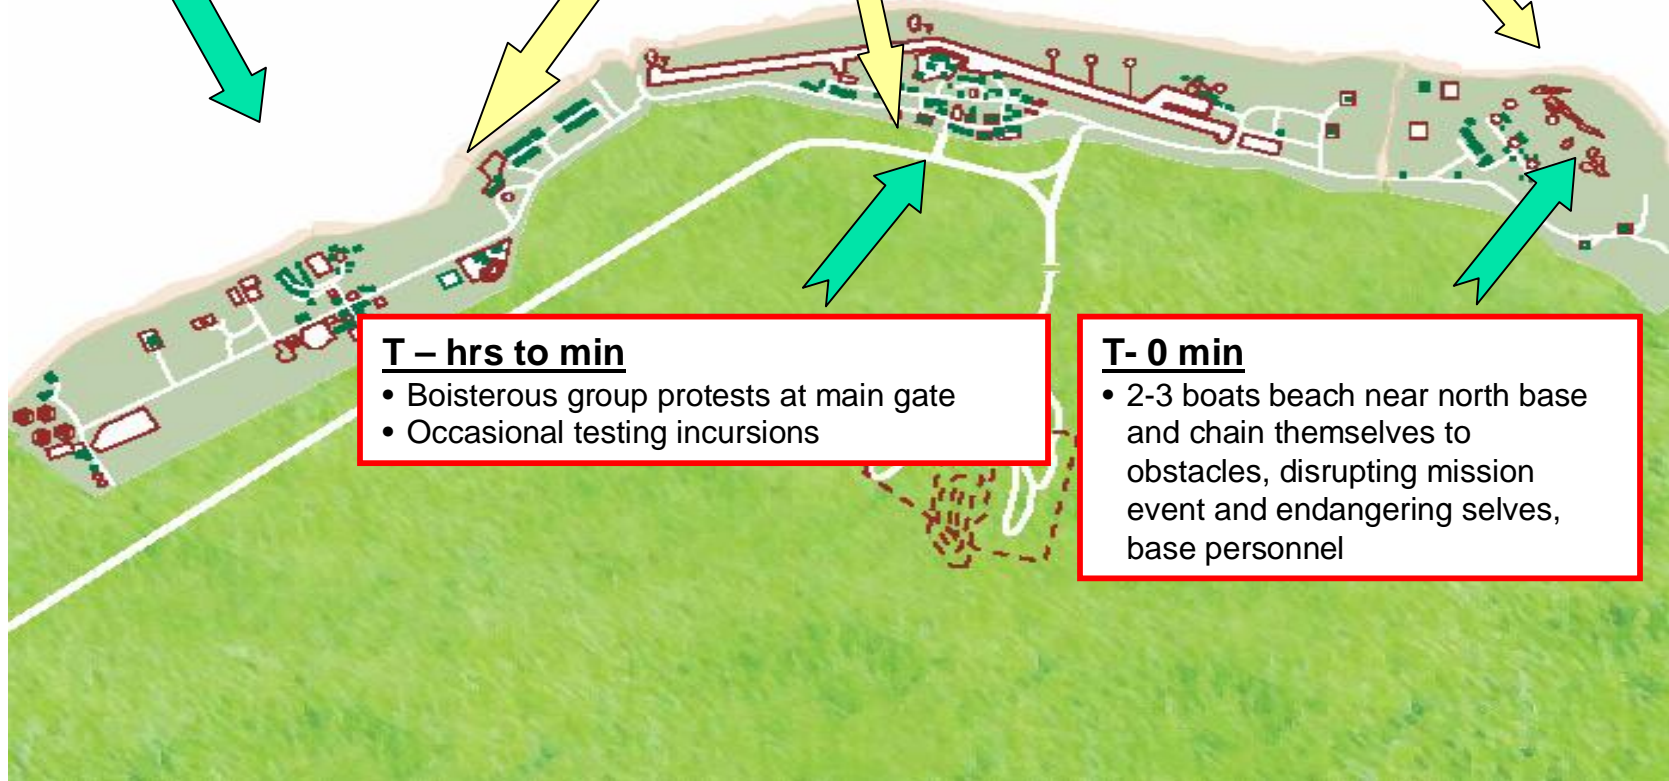 T – hrs to min
• Boisterous group protests at main gate
• Occasional testing incursions
T- 0 min
• 2-3 boats beach near north base
and chain themselves to
obstacles, disrupting mission
event and endangering selves,
base personnel